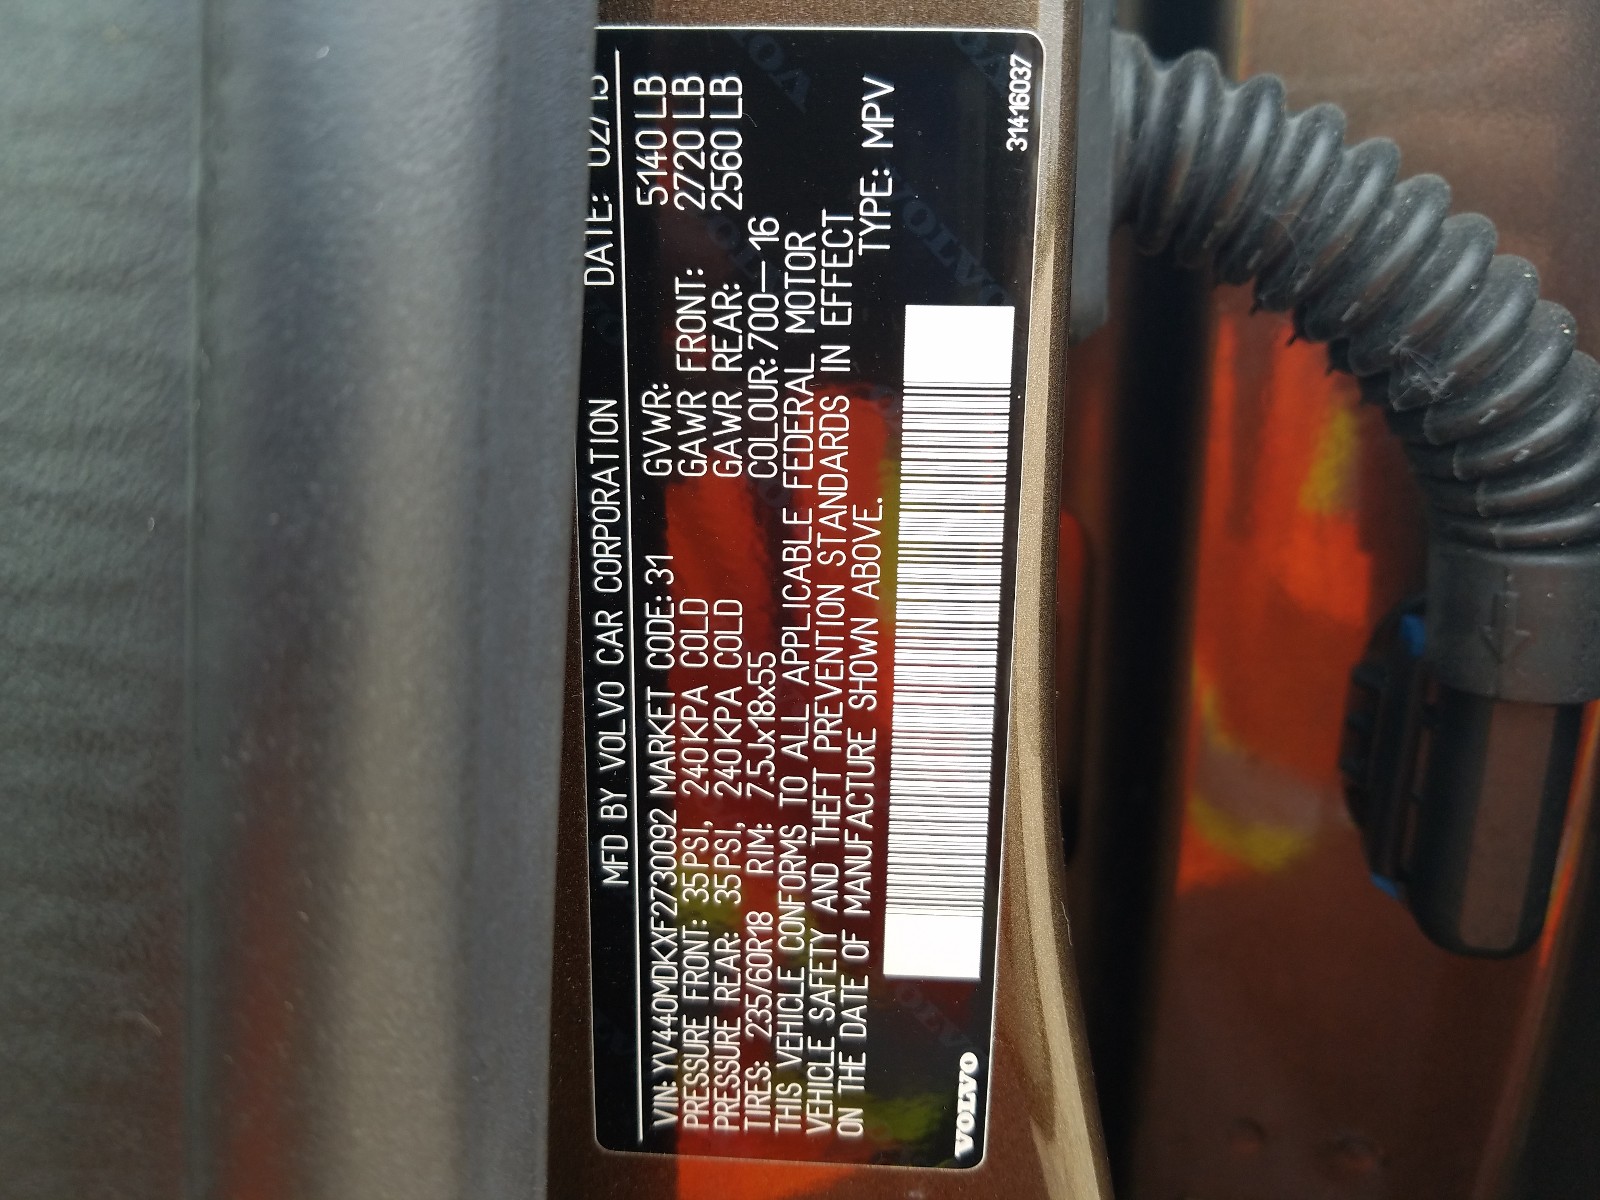 MFD BY VOLVO CAR CORPORATION DATE: 02/15
VIN: YV440MDKXF2730092 MARKET CODE: 31 GVWR: 5140 LB
PRESSURE FRONT: 35PSI, 240KPA COLD GAWR FRONT: 2720 LB
PRESSURE REAR: 35PSI, 240KPA COLD GAWR REAR: 2560 LB
TIRES: 235/60R18 RIM: 7.5Jx18x55 COLOUR: 700—16
THIS VEHICLE CONFORMS TO ALL APPLICABLE FEDERAL MOTOR
VEHICLE SAFETY AND THEFT PREVENTION STANDARDS IN EFFECT
ON THE DATE OF MANUFACTURE SHOWN ABOVE. TYPE: MPV
VOLVO 31416037